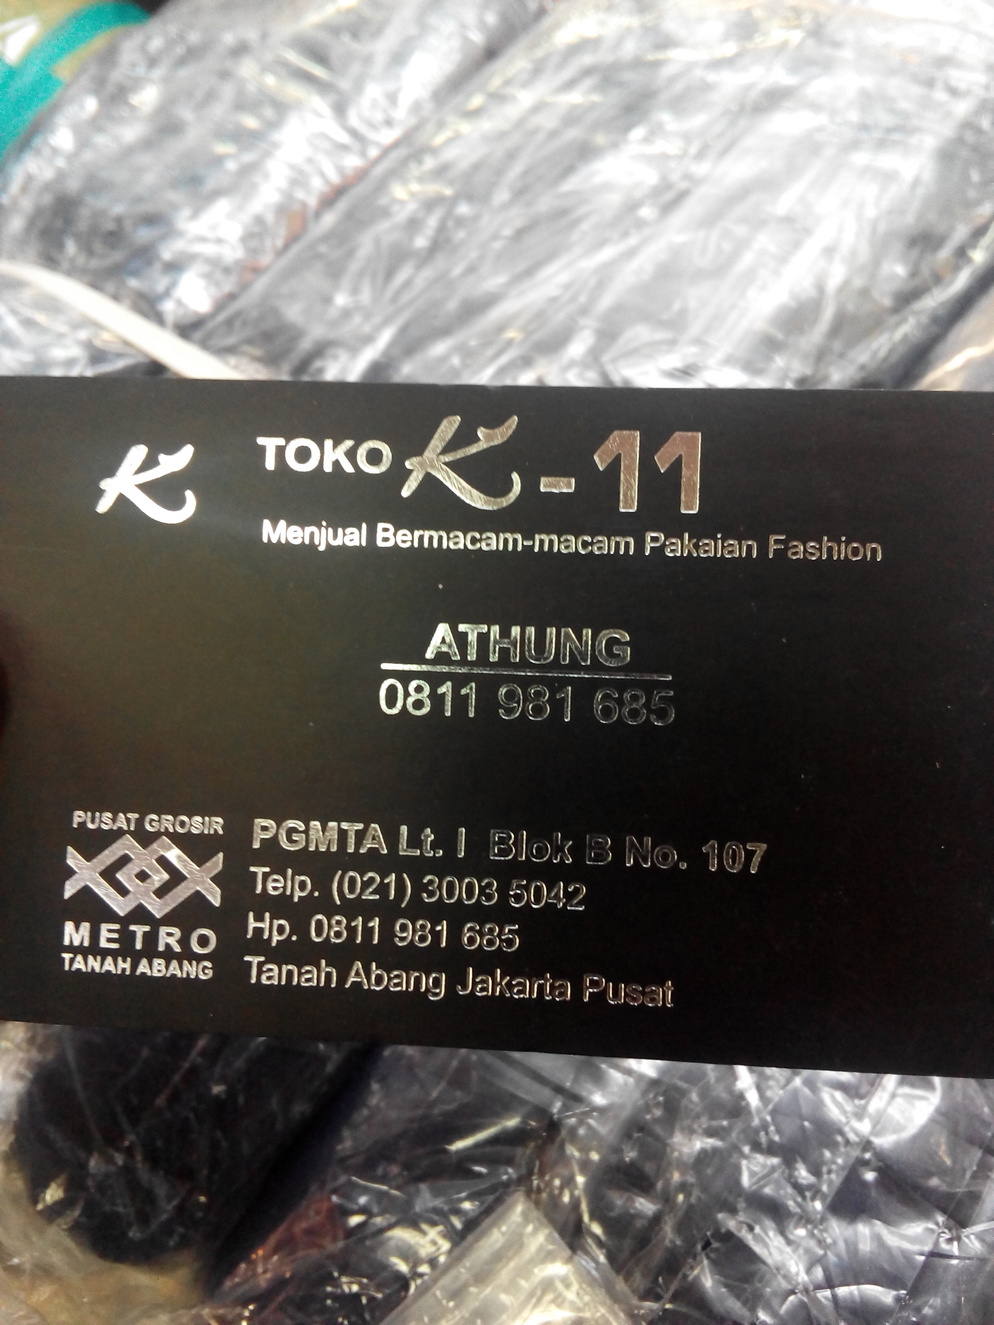 K
TOKO K-11
Menjual Bermacam-macam Pakaian Fashion
ATHUNG
0811 981 685
PUSAT GROSIR
METRO
TANAH ABANG
PGMTA Lt. I Blok B No. 107
Telp. (021) 3003 5042
Hp. 0811 981 685
Tanah Abang Jakarta Pusat